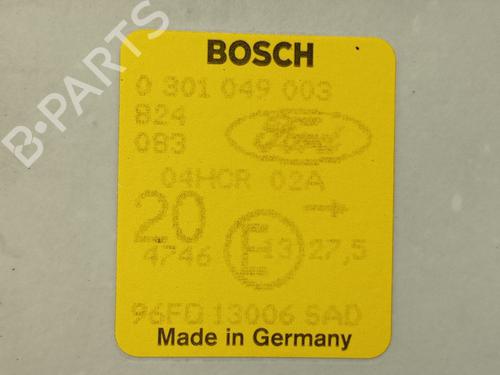 BOSCH
0 301 049 003
824
083
Ford
04HCR 02A
20
4746
E 13 27,5
96FG 13006 SAD
Made in Germany
B-PARTS